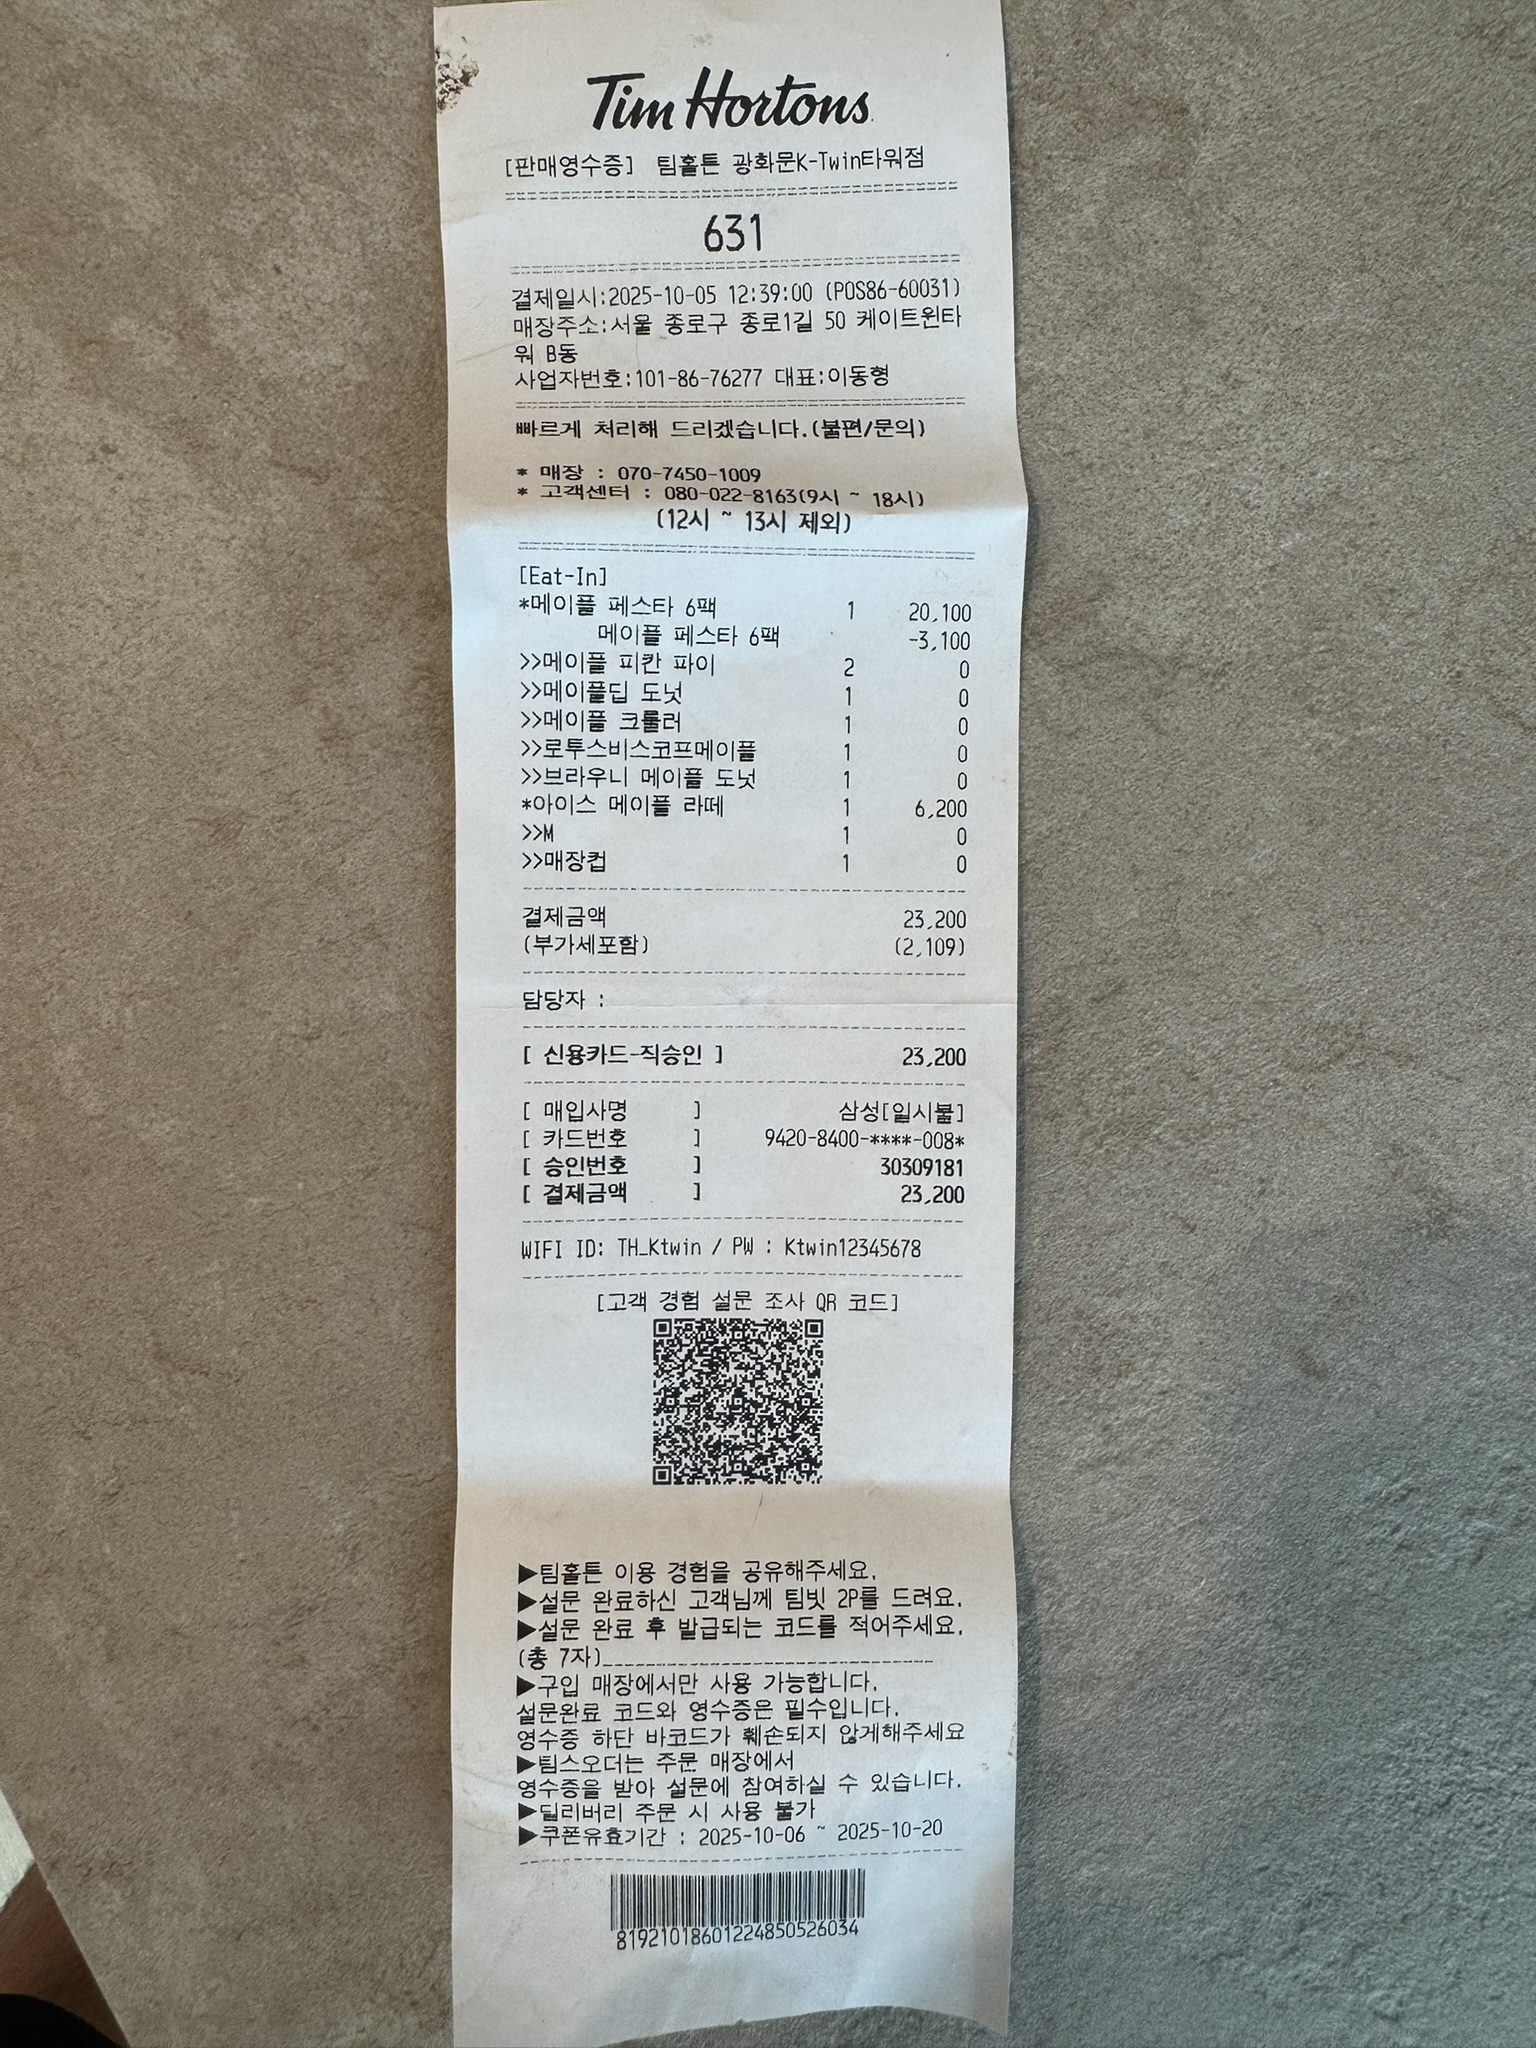 Tim Hortons
[판매영수증] 팀홀튼 광화문K-Twin타워점
631
결제일시:2025-10-05 12:39:00 (POS86-60031)
매장주소:서울 종로구 종로1길 50 케이트윈타
워 B동
사업자번호:101-86-76277 대표:이동형
빠르게 처리해 드리겠습니다.(불편/문의)
* 매장 : 070-7450-1009
* 고객센터 : 080-022-8163(9시 ~ 18시)
(12시 ~ 13시 제외)
[Eat-In]
*메이플 페스타 6팩 1 20,100
메이플 페스타 6팩 -3,100
>>메이플 피칸 파이 2 0
>>메이플딥 도넛 1 0
>>메이플 크룰러 1 0
>>로투스비스코프메이플 1 0
>>브라우니 메이플 도넛 1 0
*아이스 메이플 라떼 1 6,200
>>M 1 0
>>매장컵 1 0
결제금액 23,200
(부가세포함) (2,109)
담당자 :
[ 신용카드-직승인 ] 23,200
[ 매입사명 ] 삼성[일시불]
[ 카드번호 ] 9420-8400-****-008*
[ 승인번호 ] 30309181
[ 결제금액 ] 23,200
WIFI ID: TH_Ktwin / PW : Ktwin12345678
[고객 경험 설문 조사 QR 코드]
▶팀홀튼 이용 경험을 공유해주세요.
▶설문 완료하신 고객님께 팀빗 2P를 드려요.
▶설문 완료 후 발급되는 코드를 적어주세요.
(총 7자)______________________________
▶구입 매장에서만 사용 가능합니다.
설문완료 코드와 영수증은 필수입니다.
영수증 하단 바코드가 훼손되지 않게해주세요
▶팀스오더는 주문 매장에서
영수증을 받아 설문에 참여하실 수 있습니다.
▶딜리버리 주문 시 사용 불가
▶쿠폰유효기간 : 2025-10-06 ~ 2025-10-20
81921018601224850526034